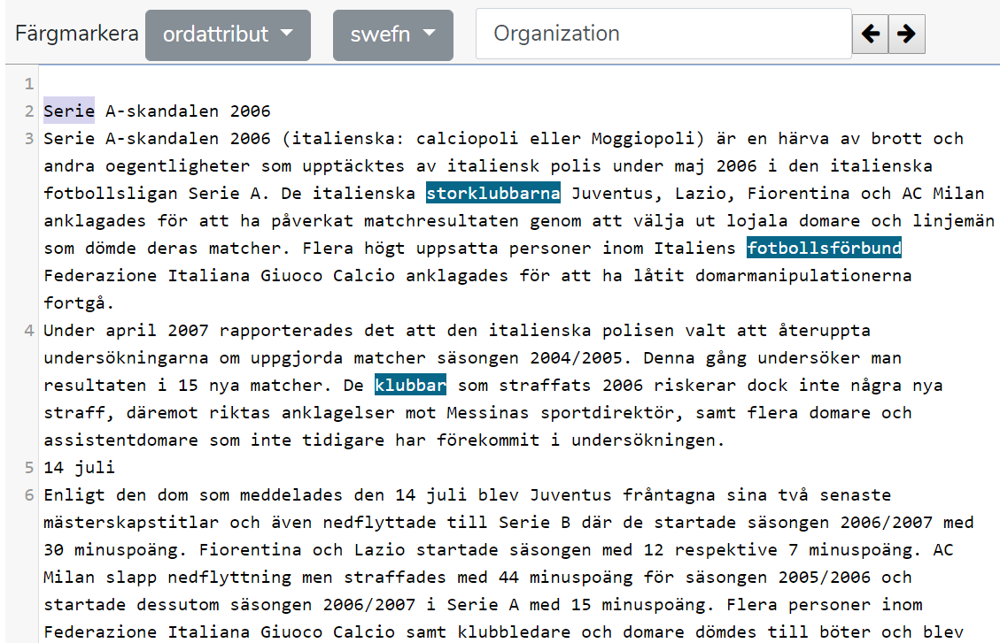 Färgmarkera ordattribut swefn Organization
1
2 Serie A-skandalen 2006
3 Serie A-skandalen 2006 (italienska: calciopoli eller Moggiopoli) är en härva av brott och
andra oegentligheter som upptäcktes av italiensk polis under maj 2006 i den italienska
fotbollsligan Serie A. De italienska storklubbarna Juventus, Lazio, Fiorentina och AC Milan
anklagades för att ha påverkat matchresultaten genom att välja ut lojala domare och linjemän
som dömde deras matcher. Flera högt uppsatta personer inom Italiens fotbollsförbund
Federazione Italiana Giuoco Calcio anklagades för att ha låtit domarmanipulationerna
fortgå.
4 Under april 2007 rapporterades det att den italienska polisen valt att återuppta
undersökningarna om uppgjorda matcher säsongen 2004/2005. Denna gång undersöker man
resultaten i 15 nya matcher. De klubbar som straffats 2006 riskerar dock inte några nya
straff, däremot riktas anklagelser mot Messinas sportdirektör, samt flera domare och
assistentdomare som inte tidigare har förekommit i undersökningen.
5 14 juli
6 Enligt den dom som meddelades den 14 juli blev Juventus fråntagna sina två senaste
mästerskapstitlar och även nedflyttade till Serie B där de startade säsongen 2006/2007 med
30 minuspoäng. Fiorentina och Lazio startade säsongen med 12 respektive 7 minuspoäng. AC
Milan slapp nedflyttning men straffades med 44 minuspoäng för säsongen 2005/2006 och
startade dessutom säsongen 2006/2007 i Serie A med 15 minuspoäng. Flera personer inom
Federazione Italiana Giuoco Calcio samt klubbledare och domare dömdes till böter och blev